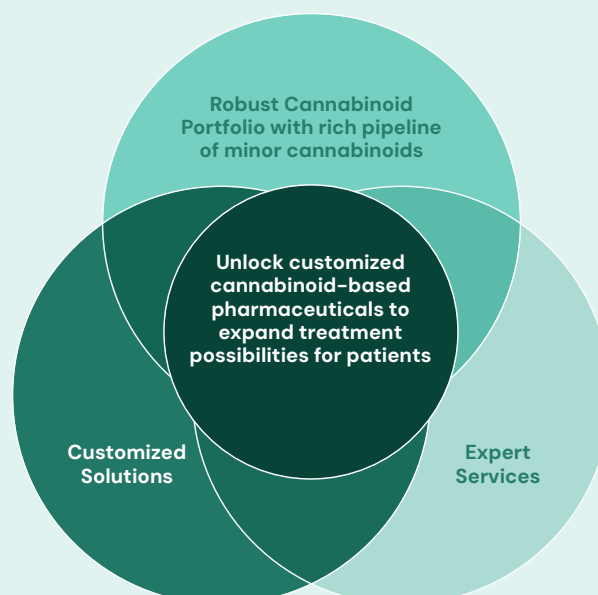 Robust Cannabinoid
Portfolio with rich pipeline
of minor cannabinoids
Unlock customized
cannabinoid-based
pharmaceuticals to
expand treatment
possibilities for patients
Customized
Solutions
Expert
Services